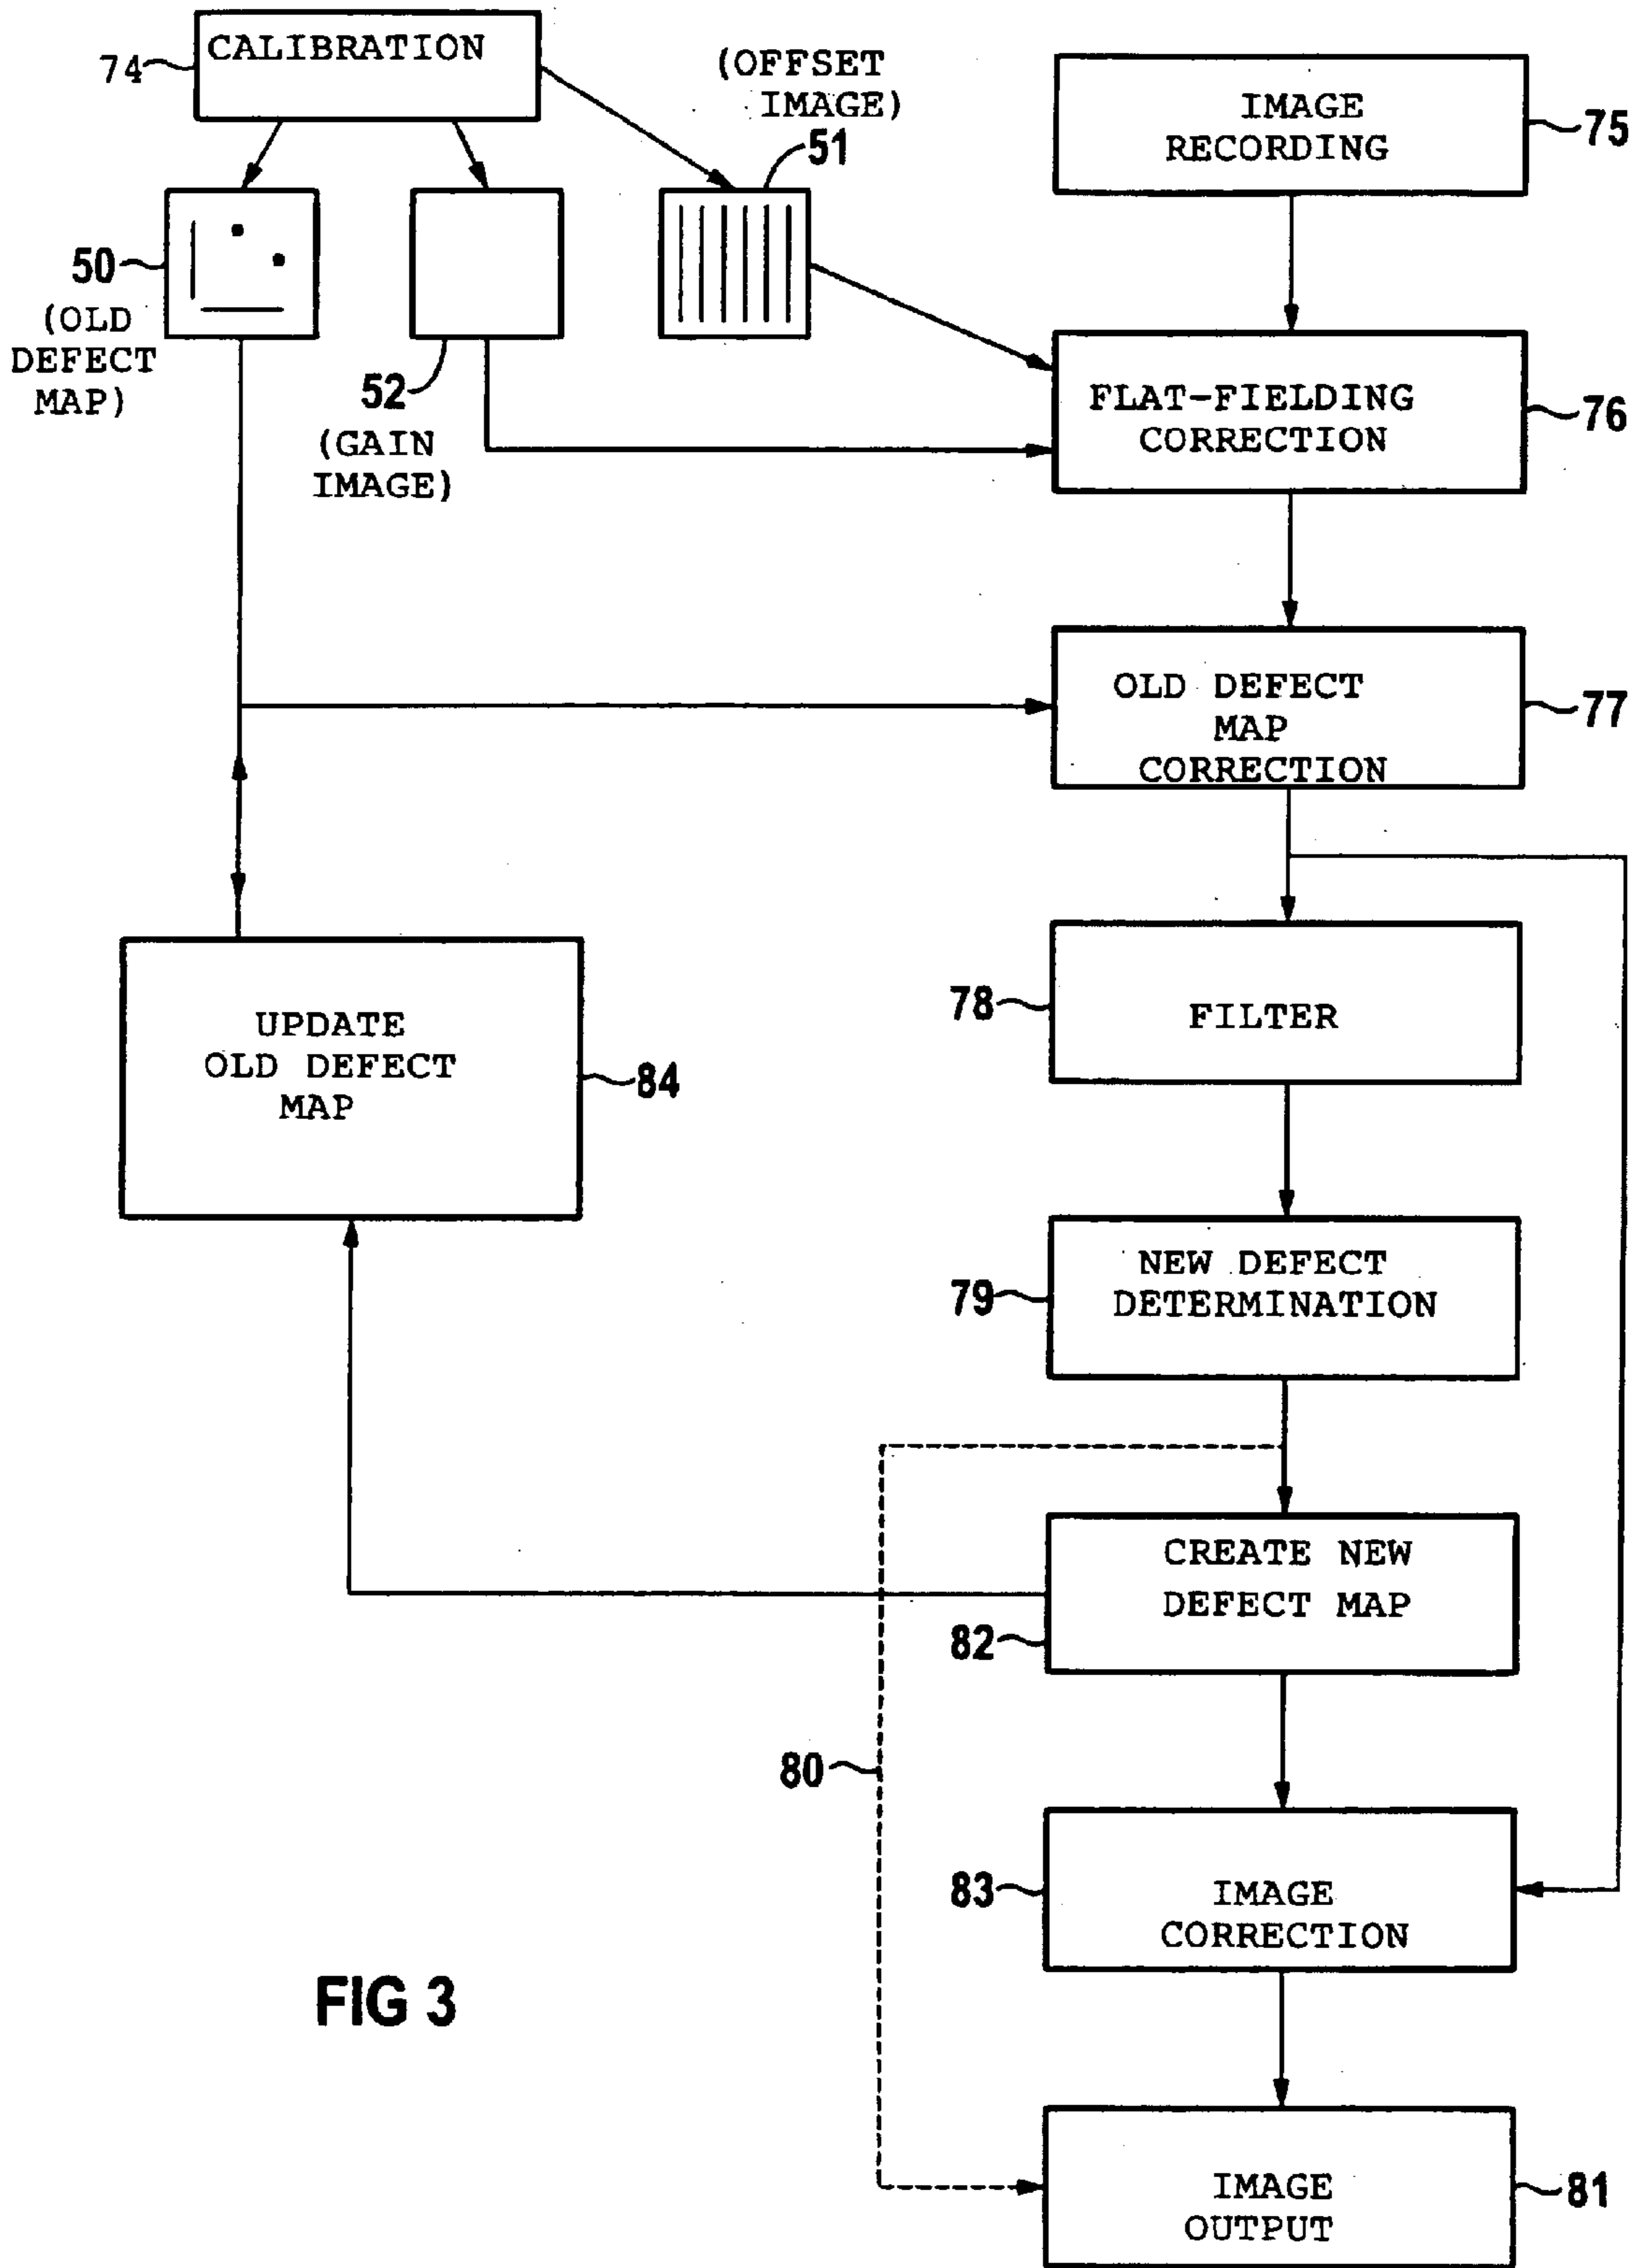 CALIBRATION
74
(OFFSET
IMAGE)
51
IMAGE
RECORDING
75
50
(OLD
DEFECT
MAP)
52
(GAIN
IMAGE)
FLAT-FIELDING
CORRECTION
76
OLD DEFECT
MAP
CORRECTION
77
78
FILTER
UPDATE
OLD DEFECT
MAP
84
79
NEW DEFECT
DETERMINATION
CREATE NEW
DEFECT MAP
82
80
83
IMAGE
CORRECTION
FIG 3
IMAGE
OUTPUT
81